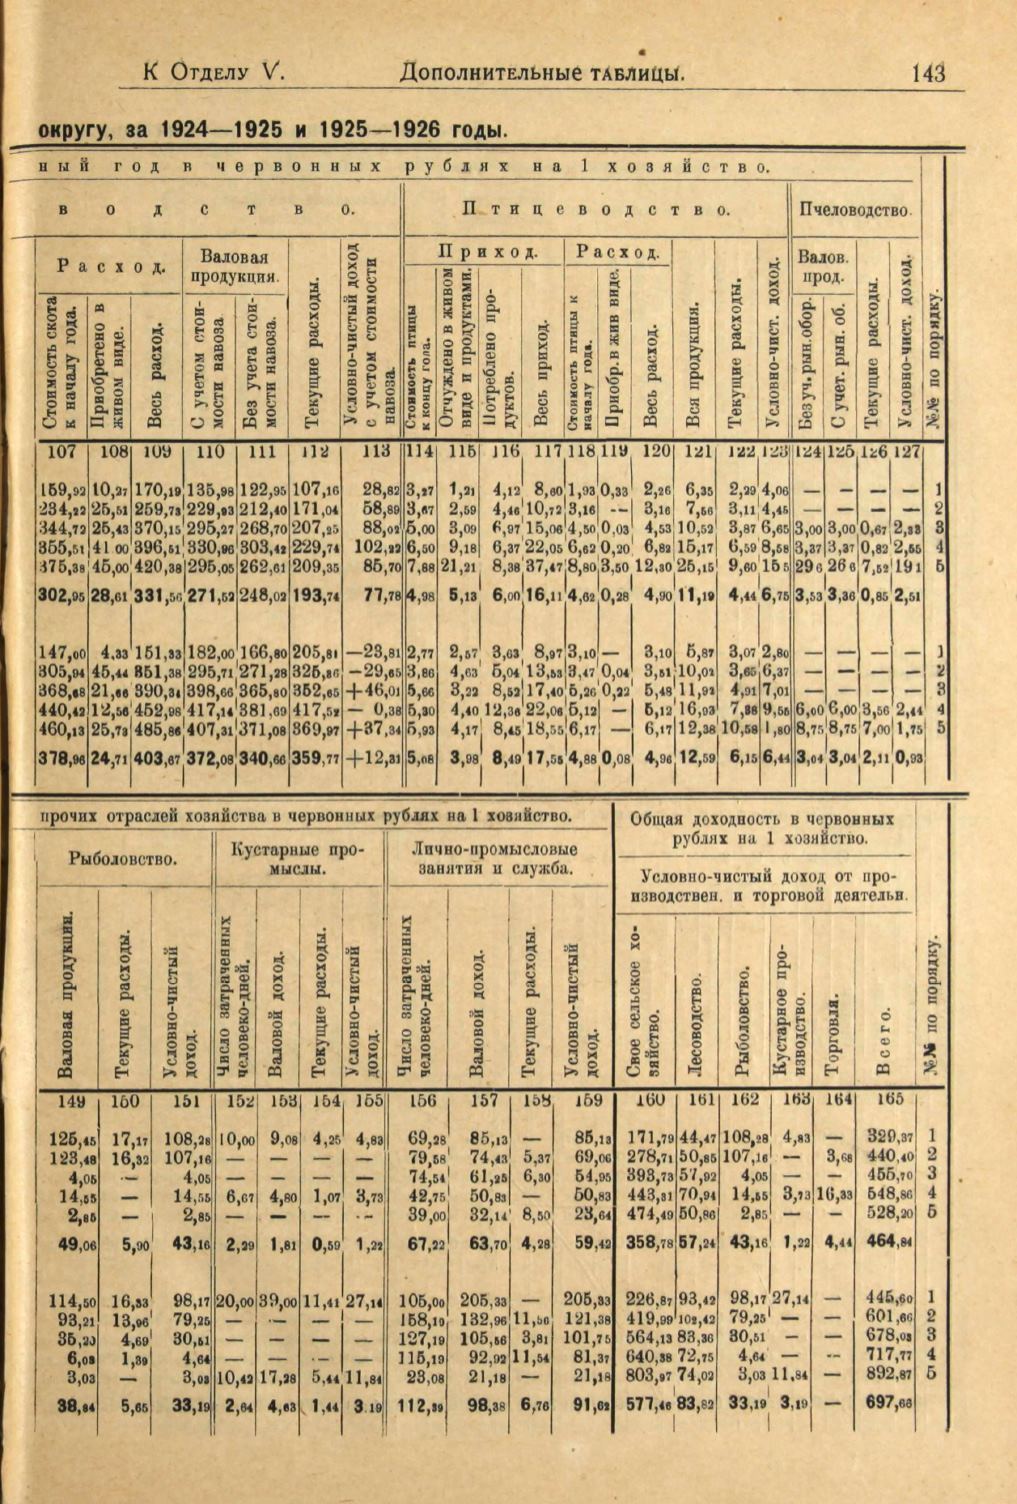 К Отделу V. Дополнительные таблицы. 143
округу, за 1924—1925 и 1925—1926 годы.
ный год в червонных рублях на 1 хозяйство.
водство. Птицеводство. Пчеловодство.
Расход. Валовая продукция. Текущие расходы. Условно-чистый доход с учетом стоимости навоза. Приход. Расход. Вся продукция. Текущие расходы. Условно-чист. доход. Валов. прод. Текущие расходы. Условно-чист. доход. №№ по порядку.
Стоимость скота к началу года. Приобретено в живом виде. Весь расход. С учетом стоимости навоза. Без учета стоимости навоза. Стоимость птицы к концу года. Отчуждено в живом виде и продуктами. Потреблено продуктов. Весь приход. Стоимость птицы к началу года. Приобр. в жив виде. Весь расход. Без уч. рын. обор. С учет. рын. об.
107 108 109 110 111 112 113 114 115 116 117 118 119 120 121 122 123 124 125 126 127
159,92 10,27 170,19 135,98 122,95 107,16 28,82 3,27 1,21 4,12 8,60 1,93 0,33 2,26 6,35 2,29 4,06 — — — — 1
234,22 25,51 259,73 229,93 212,40 171,04 58,89 3,67 2,59 4,46 10,72 3,16 — 3,16 7,56 3,11 4,45 — — — — 2
344,72 25,43 370,15 295,27 268,70 207,25 88,02 5,00 3,09 6,97 15,06 4,50 0,03 4,53 10,52 3,87 6,65 3,00 3,00 0,67 2,33 3
355,51 41 00 396,51 330,96 303,42 229,74 102,22 6,50 9,18 6,37 22,05 6,62 0,20 6,82 15,17 6,59 8,58 3,37 3,37 0,82 2,55 4
375,38 45,00 420,38 295,05 262,61 209,35 85,70 7,88 21,21 8,38 37,47 8,80 3,50 12,30 25,15 9,60 5
302,95 28,61 331,56 271,52 248,02 193,74 77,78 4,98 5,13 6,00 16,11 4,62 0,28 4,90 11,19 4,44 6,75 3,53 3,36 0,85 2,51
147,00 4,33 151,33 182,00 166,80 205,81 —23,81 2,77 2,57 3,63 8,97 3,10 — 3,10 5,87 3,07 2,80 — — — — 1
305,94 45,44 351,38 295,71 271,28 325,36 —29,65 3,86 4,63 5,04 13,53 3,47 0,04 3,51 10,02 3,65 6,37 — — — — 2
368,68 21,66 390,34 398,66 365,80 352,65 +46,01 5,66 3,22 8,52 17,40 5,26 0,22 5,48 11,92 4,91 7,01 — — — — 3
440,42 12,56 452,98 417,14 381,69 417,52 — 0,38 5,30 4,40 12,36 22,06 5,12 — 5,12 16,93 7,38 9,55 6,00 6,00 3,56 2,44 4
460,13 25,73 485,86 407,31 371,08 369,97 +37,34 5,93 4,17 8,45 18,55 6,17 — 6,17 12,38 10,58 1,80 8,75 8,75 7,00 1,75 5
378,96 24,71 403,67 372,08 340,66 359,77 +12,31 5,08 3,98 8,49 17,55 4,88 0,08 4,96 12,59 6,15 6,44 3,04 3,04 2,11 0,93
прочих отраслей хозяйства в червонных рублях на 1 хозяйство. Общая доходность в червонных рублях на 1 хозяйство.
Рыболовство. Кустарные промыслы. Лично-промысловые занятия и служба. Условно-чистый доход от производствен. и торговой деятельн.
Валовая продукция. Текущие расходы. Условно-чистый доход. Число затраченных человеко-дней. Валовой доход. Текущие расходы. Условно-чистый доход. Число затраченных человеко-дней. Валовой доход. Текущие расходы. Условно-чистый доход. Свое сельское хозяйство. Лесоводство. Рыболовство. Кустарное производство. Торговля. Всего. №№ по порядку.
149 150 151 152 153 154 155 156 157 158 159 160 161 162 163 164 165
125,45 17,17 108,28 10,00 9,08 4,25 4,83 69,28 85,13 — 85,13 171,79 44,47 108,28 4,83 — 329,37 1
123,48 16,32 107,16 — — — — 79,58 74,43 5,37 69,06 278,71 50,85 107,16 — 3,68 440,40 2
4,05 — 4,05 — — — — 74,54 61,25 6,30 54,95 393,73 57,92 4,05 — — 455,70 3
14,55 — 14,55 6,67 4,80 1,07 3,73 42,75 50,83 — 50,83 443,31 70,94 14,55 3,73 16,33 548,86 4
2,85 — 2,85 — — — — 39,00 32,14 8,50 23,64 474,49 50,86 2,85 — — 528,20 5
49,06 5,90 43,16 2,29 1,81 0,59 1,22 67,22 63,70 4,28 59,42 358,78 57,24 43,16 1,22 4,44 464,84
114,50 16,33 98,17 20,00 39,00 11,41 27,14 105,00 205,33 — 205,33 226,87 93,42 98,17 27,14 — 445,60 1
93,21 13,96 79,25 — — — — 158,19 132,96 11,58 121,38 419,99 102,42 79,25 — — 601,66 2
35,20 4,69 30,51 — — — — 127,19 105,56 3,81 101,75 564,13 83,36 30,51 — — 678,03 3
6,03 1,39 4,64 — — — — 115,19 92,92 11,54 81,37 640,38 72,75 4,64 — — 717,77 4
3,03 — 3,03 10,42 17,28 5,44 11,84 23,08 21,18 — 21,18 803,97 74,02 3,03 11,84 — 892,87 5
38,84 5,65 33,19 2,64 4,63 1,44 3 19 112,39 98,38 6,76 91,62 577,46 83,82 33,19 3,19 — 697,66